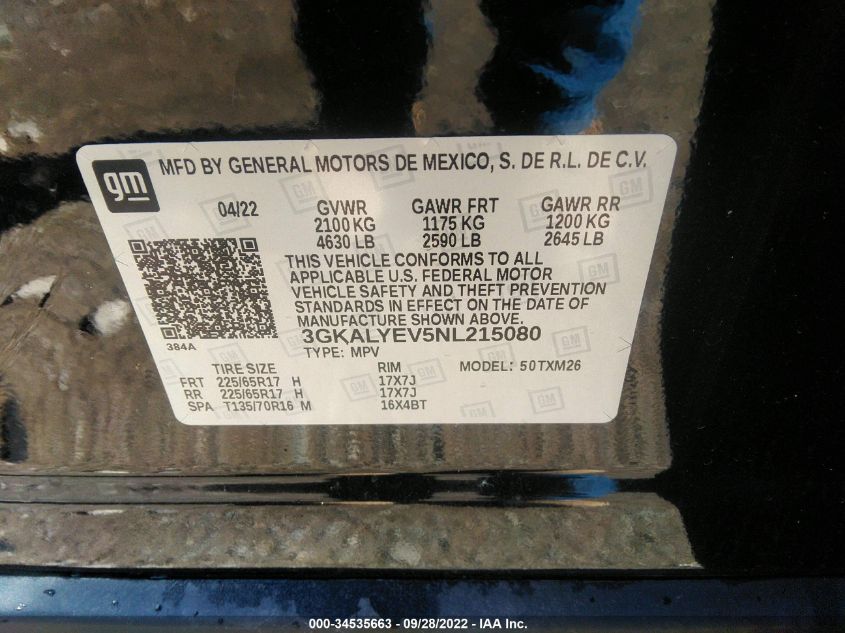 gm MFD BY GENERAL MOTORS DE MEXICO, S. DE R.L. DE C.V.
04/22 GVWR GAWR FRT GAWR RR
2100 KG 1175 KG 1200 KG
4630 LB 2590 LB 2645 LB
THIS VEHICLE CONFORMS TO ALL
APPLICABLE U.S. FEDERAL MOTOR
VEHICLE SAFETY AND THEFT PREVENTION
STANDARDS IN EFFECT ON THE DATE OF
MANUFACTURE SHOWN ABOVE.
384A 3GKALYEV5NL215080
TYPE: MPV
TIRE SIZE RIM MODEL: 50TXM26
FRT 225/65R17 H 17X7J
RR 225/65R17 H 17X7J
SPA T135/70R16 M 16X4BT
000-34535663 - 09/28/2022 - IAA Inc.